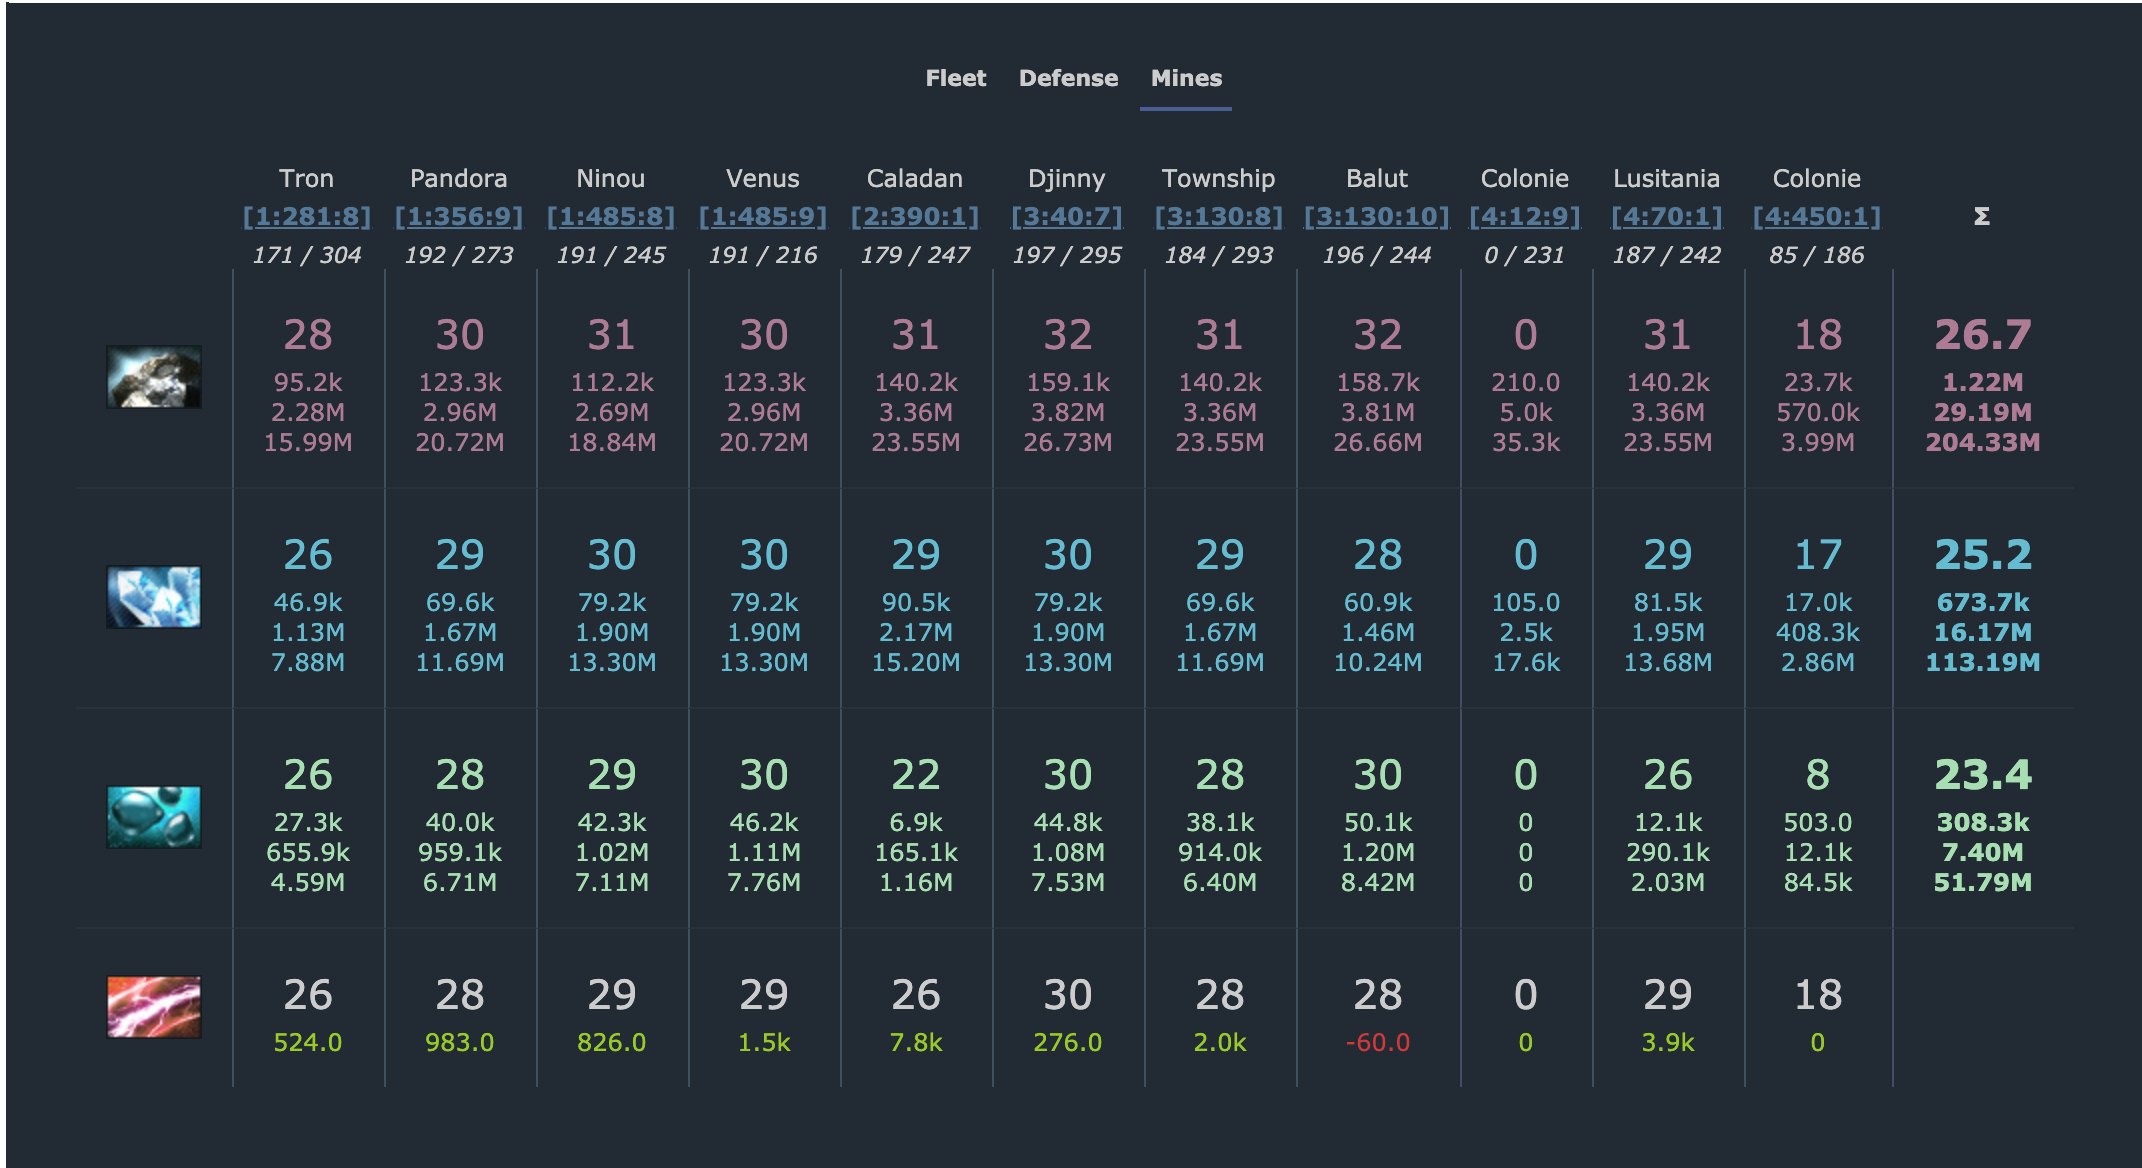 Fleet Defense Mines
Tron Pandora Ninou Venus Caladan Djinny Township Balut Colonie Lusitania Colonie
[1:281:8] [1:356:9] [1:485:8] [1:485:9] [2:390:1] [3:40:7] [3:130:8] [3:130:10] [4:12:9] [4:70:1] [4:450:1] Σ
171 / 304 192 / 273 191 / 245 191 / 216 179 / 247 197 / 295 184 / 293 196 / 244 0 / 231 187 / 242 85 / 186
28 30 31 30 31 32 31 32 0 31 18 26.7
95.2k 123.3k 112.2k 123.3k 140.2k 159.1k 140.2k 158.7k 210.0 140.2k 23.7k 1.22M
2.28M 2.96M 2.69M 2.96M 3.36M 3.82M 3.36M 3.81M 5.0k 3.36M 570.0k 29.19M
15.99M 20.72M 18.84M 20.72M 23.55M 26.73M 23.55M 26.66M 35.3k 23.55M 3.99M 204.33M
26 29 30 30 29 30 29 28 0 29 17 25.2
46.9k 69.6k 79.2k 79.2k 90.5k 79.2k 69.6k 60.9k 105.0 81.5k 17.0k 673.7k
1.13M 1.67M 1.90M 1.90M 2.17M 1.90M 1.67M 1.46M 2.5k 1.95M 408.3k 16.17M
7.88M 11.69M 13.30M 13.30M 15.20M 13.30M 11.69M 10.24M 17.6k 13.68M 2.86M 113.19M
26 28 29 30 22 30 28 30 0 26 8 23.4
27.3k 40.0k 42.3k 46.2k 6.9k 44.8k 38.1k 50.1k 0 12.1k 503.0 308.3k
655.9k 959.1k 1.02M 1.11M 165.1k 1.08M 914.0k 1.20M 0 290.1k 12.1k 7.40M
4.59M 6.71M 7.11M 7.76M 1.16M 7.53M 6.40M 8.42M 0 2.03M 84.5k 51.79M
26 28 29 29 26 30 28 28 0 29 18
524.0 983.0 826.0 1.5k 7.8k 276.0 2.0k -60.0 0 3.9k 0